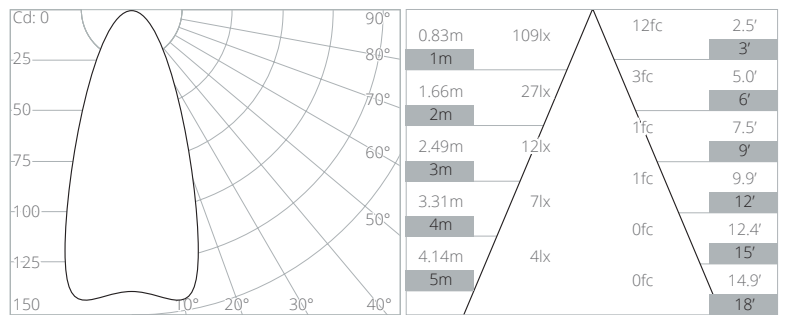 Cd: 0
25
50
75
100
125
150
90°
80°
70°
60°
50°
10° 20° 30° 40°
0.83m 109lx
1m
1.66m 27lx
2m
2.49m 12lx
3m
3.31m 7lx
4m
4.14m 4lx
5m
12fc 2.5’
3’
3fc 5.0’
6’
1fc 7.5’
9’
1fc 9.9’
12’
0fc 12.4’
15’
0fc 14.9’
18’